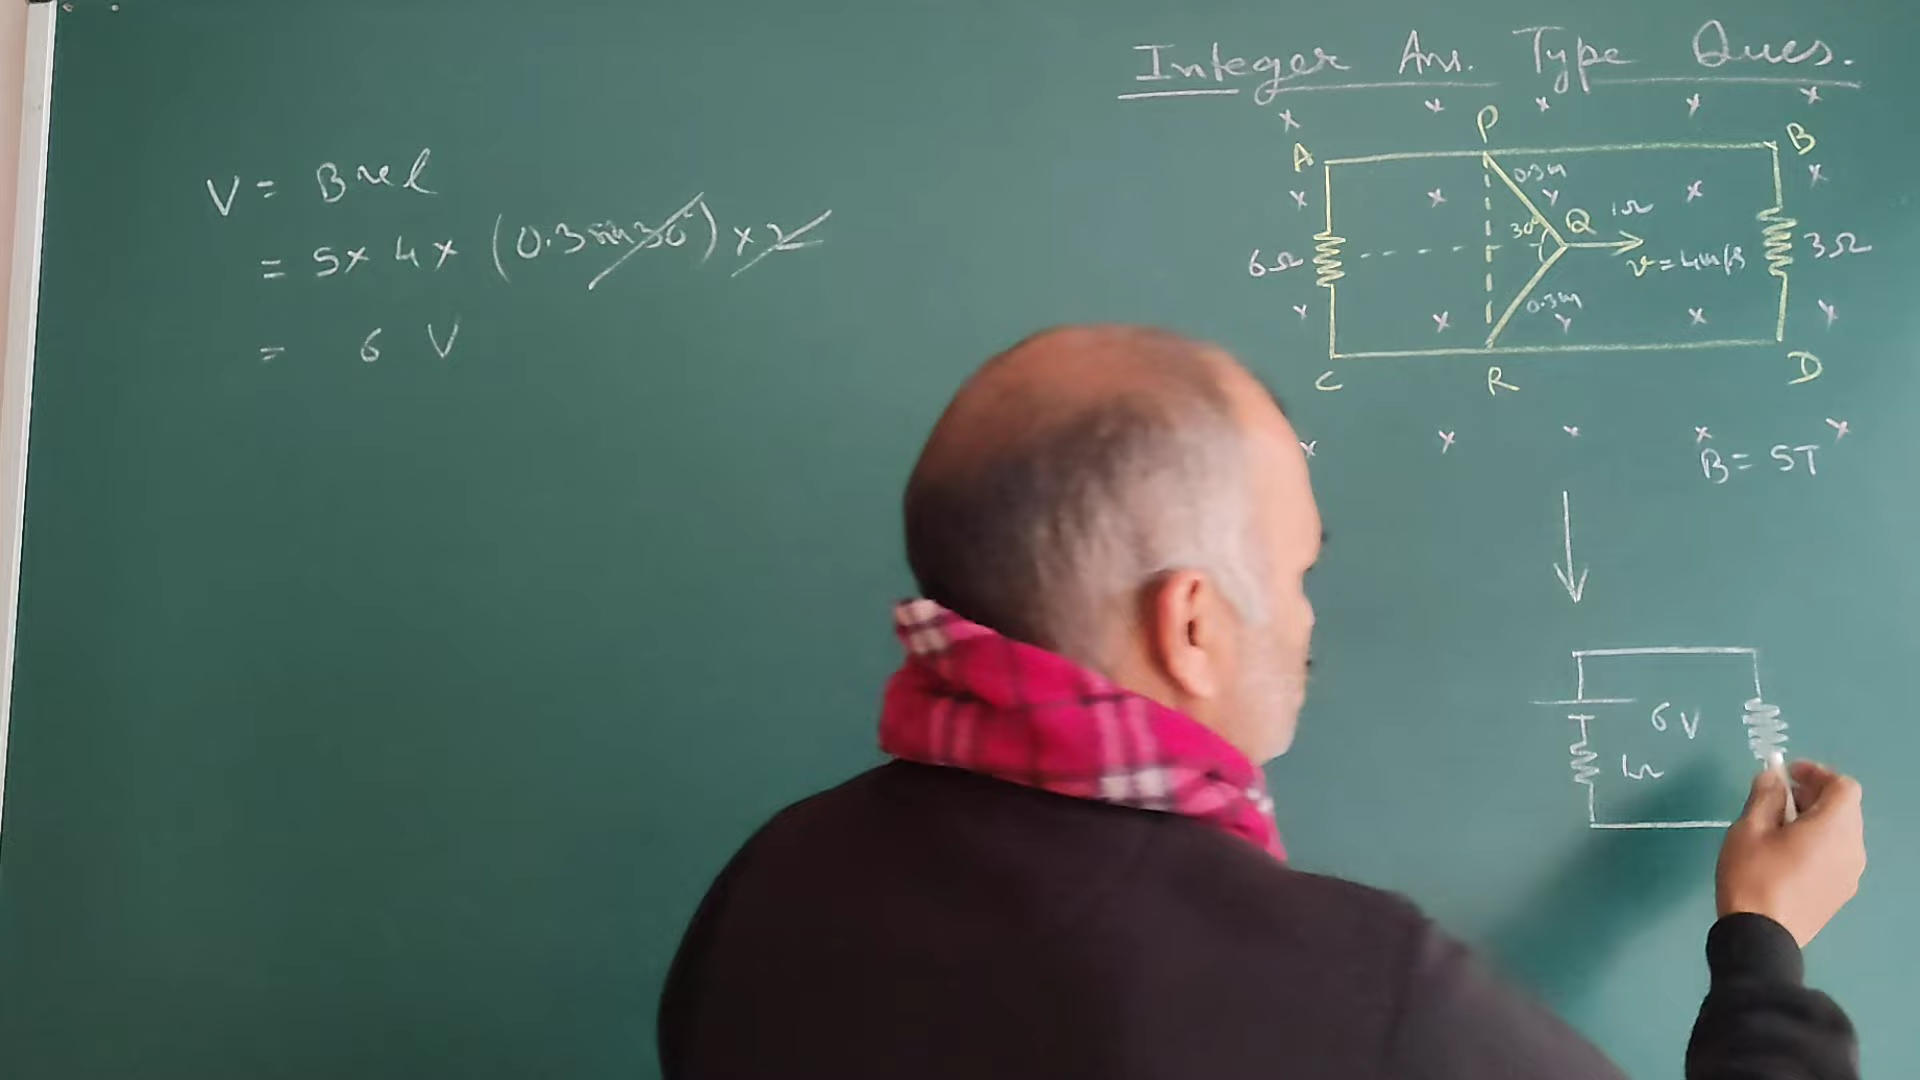 Integer Ans. Type Ques.
V = Bvl
= 5 x 4 x (0.3 sin 30°) x 2
= 6 V
P
A
B
0.3m
30°
Q
1Ω
6Ω
v = 4m/s
3Ω
0.3m
C
R
D
B = 5T
6 V
1Ω